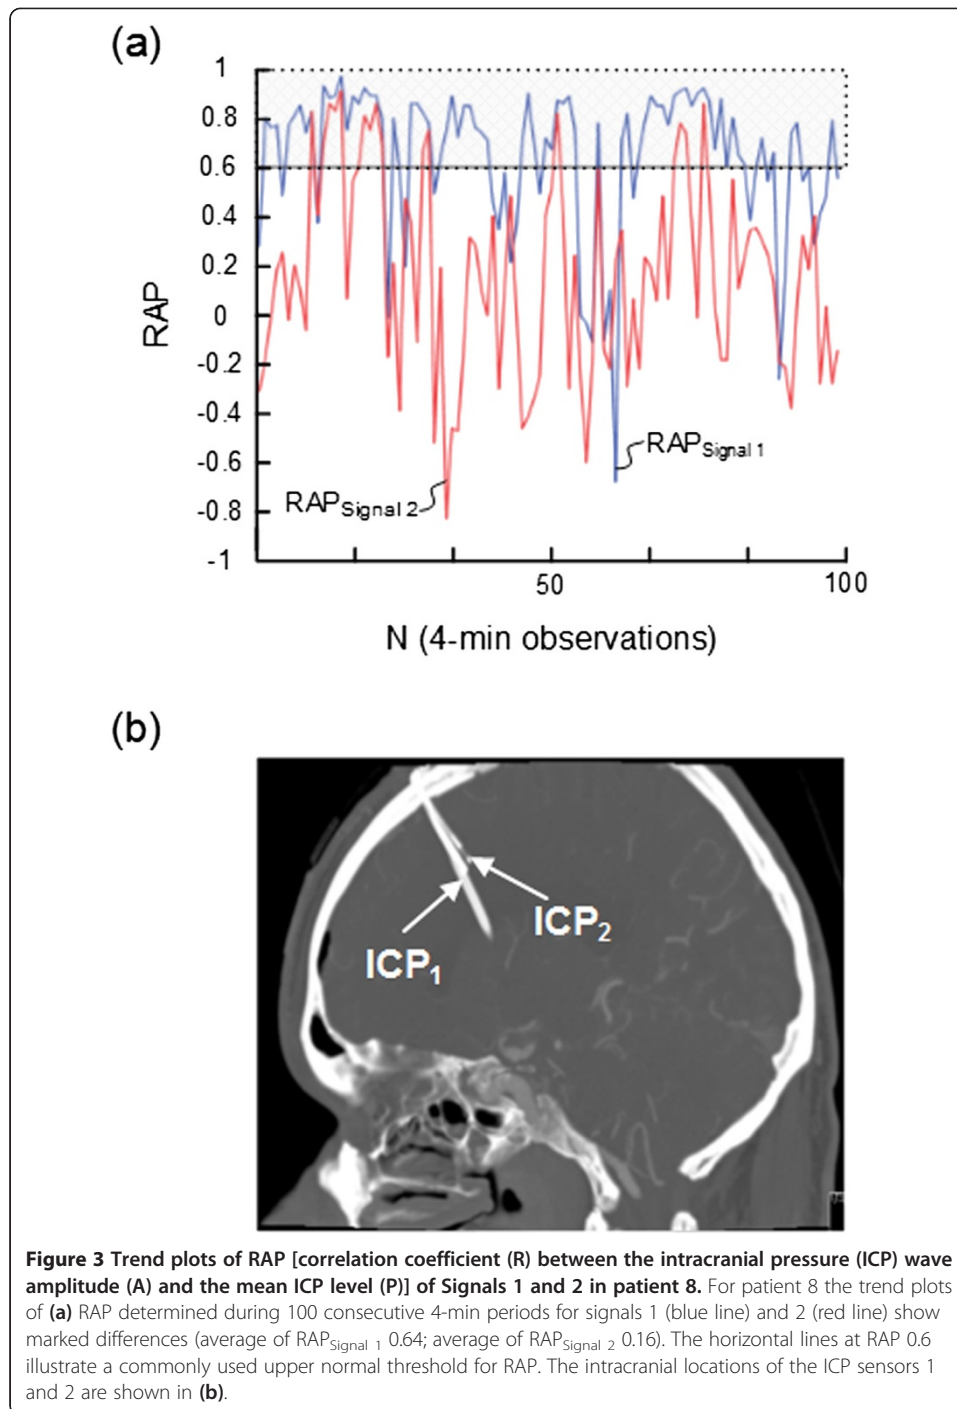 (a)
1
0.8
0.6
0.4
0.2
0
-0.2
-0.4
-0.6
-0.8
-1
RAP
RAPSignal 1
RAPSignal 2
50
100
N (4-min observations)
(b)
ICP1
ICP2
Figure 3 Trend plots of RAP [correlation coefficient (R) between the intracranial pressure (ICP) wave
amplitude (A) and the mean ICP level (P)] of Signals 1 and 2 in patient 8. For patient 8 the trend plots
of (a) RAP determined during 100 consecutive 4-min periods for signals 1 (blue line) and 2 (red line) show
marked differences (average of RAPSignal 1 0.64; average of RAPSignal 2 0.16). The horizontal lines at RAP 0.6
illustrate a commonly used upper normal threshold for RAP. The intracranial locations of the ICP sensors 1
and 2 are shown in (b).